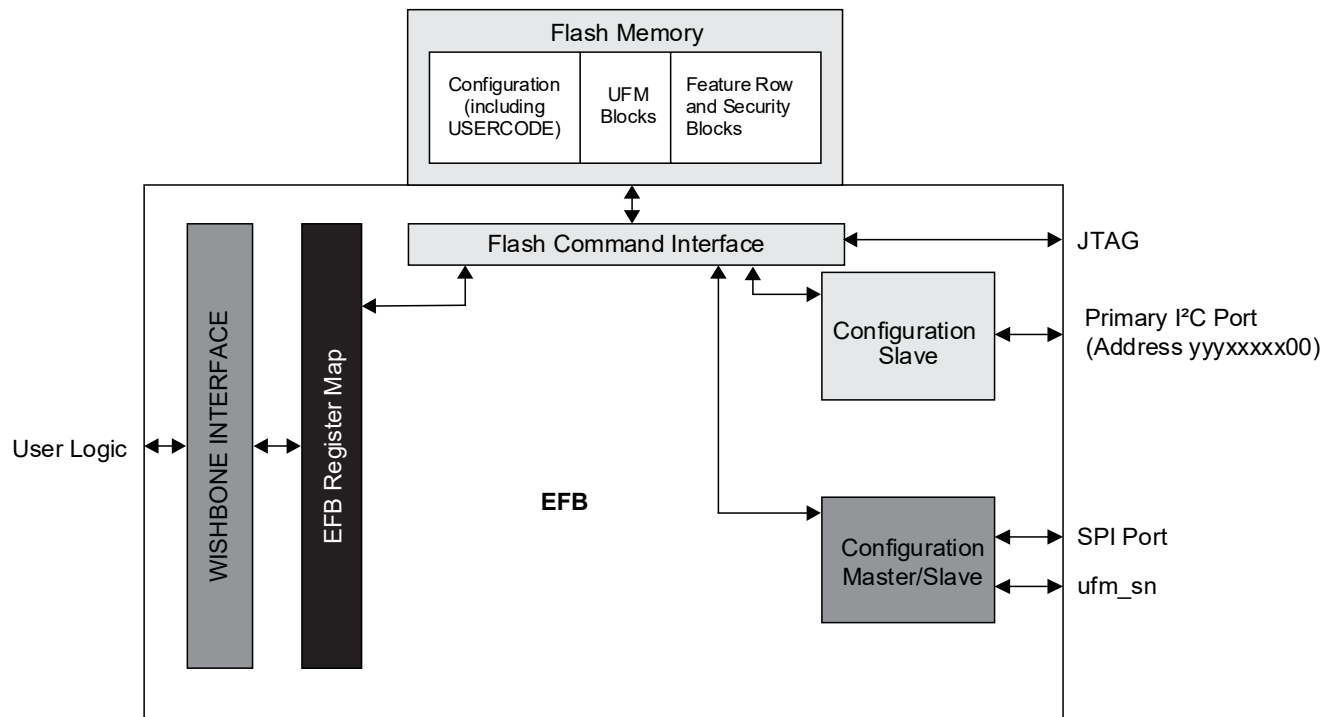 Flash Memory
Configuration
(including
USERCODE)
UFM
Blocks
Feature Row
and Security
Blocks
Flash Command Interface
JTAG
Configuration
Slave
Primary I²C Port
(Address yyyxxxxx00)
User Logic
WISHBONE INTERFACE
EFB Register Map
EFB
Configuration
Master/Slave
SPI Port
ufm_sn